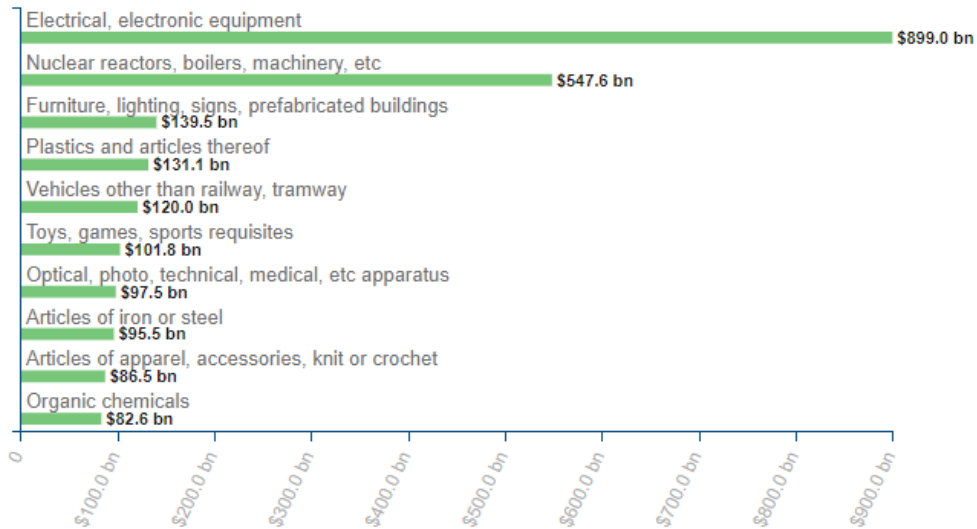 Electrical, electronic equipment
$899.0 bn
Nuclear reactors, boilers, machinery, etc
$547.6 bn
Furniture, lighting, signs, prefabricated buildings
$139.5 bn
Plastics and articles thereof
$131.1 bn
Vehicles other than railway, tramway
$120.0 bn
Toys, games, sports requisites
$101.8 bn
Optical, photo, technical, medical, etc apparatus
$97.5 bn
Articles of iron or steel
$95.5 bn
Articles of apparel, accessories, knit or crochet
$86.5 bn
Organic chemicals
$82.6 bn
0
$100.0 bn
$200.0 bn
$300.0 bn
$400.0 bn
$500.0 bn
$600.0 bn
$700.0 bn
$800.0 bn
$900.0 bn